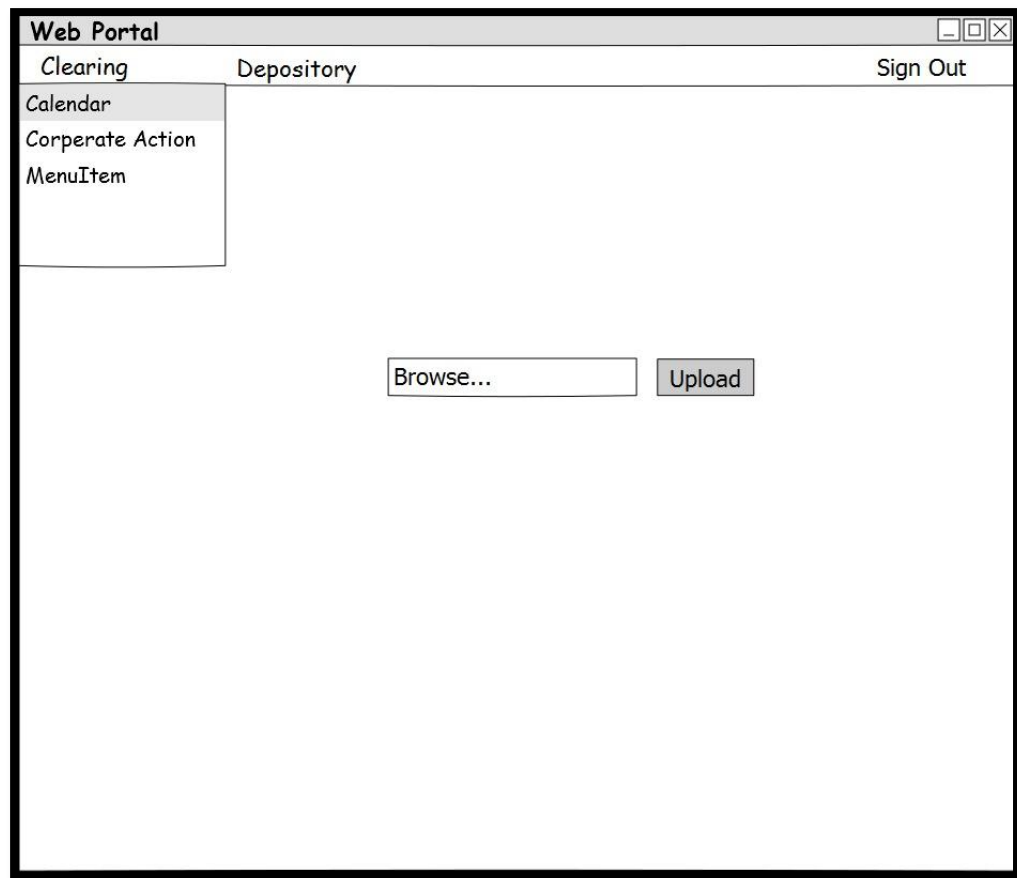 Web Portal
Clearing
Depository
Sign Out
Calendar
Corperate Action
MenuItem
Browse...
Upload